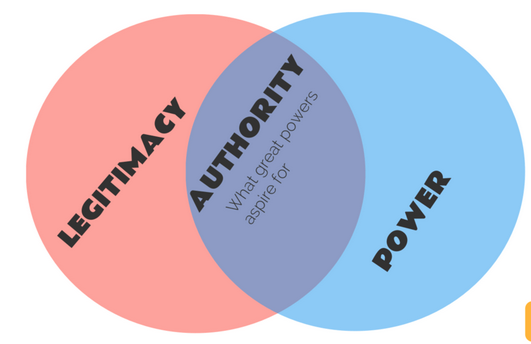 LEGITIMACY
AUTHORITY
What great powers
aspire for
POWER